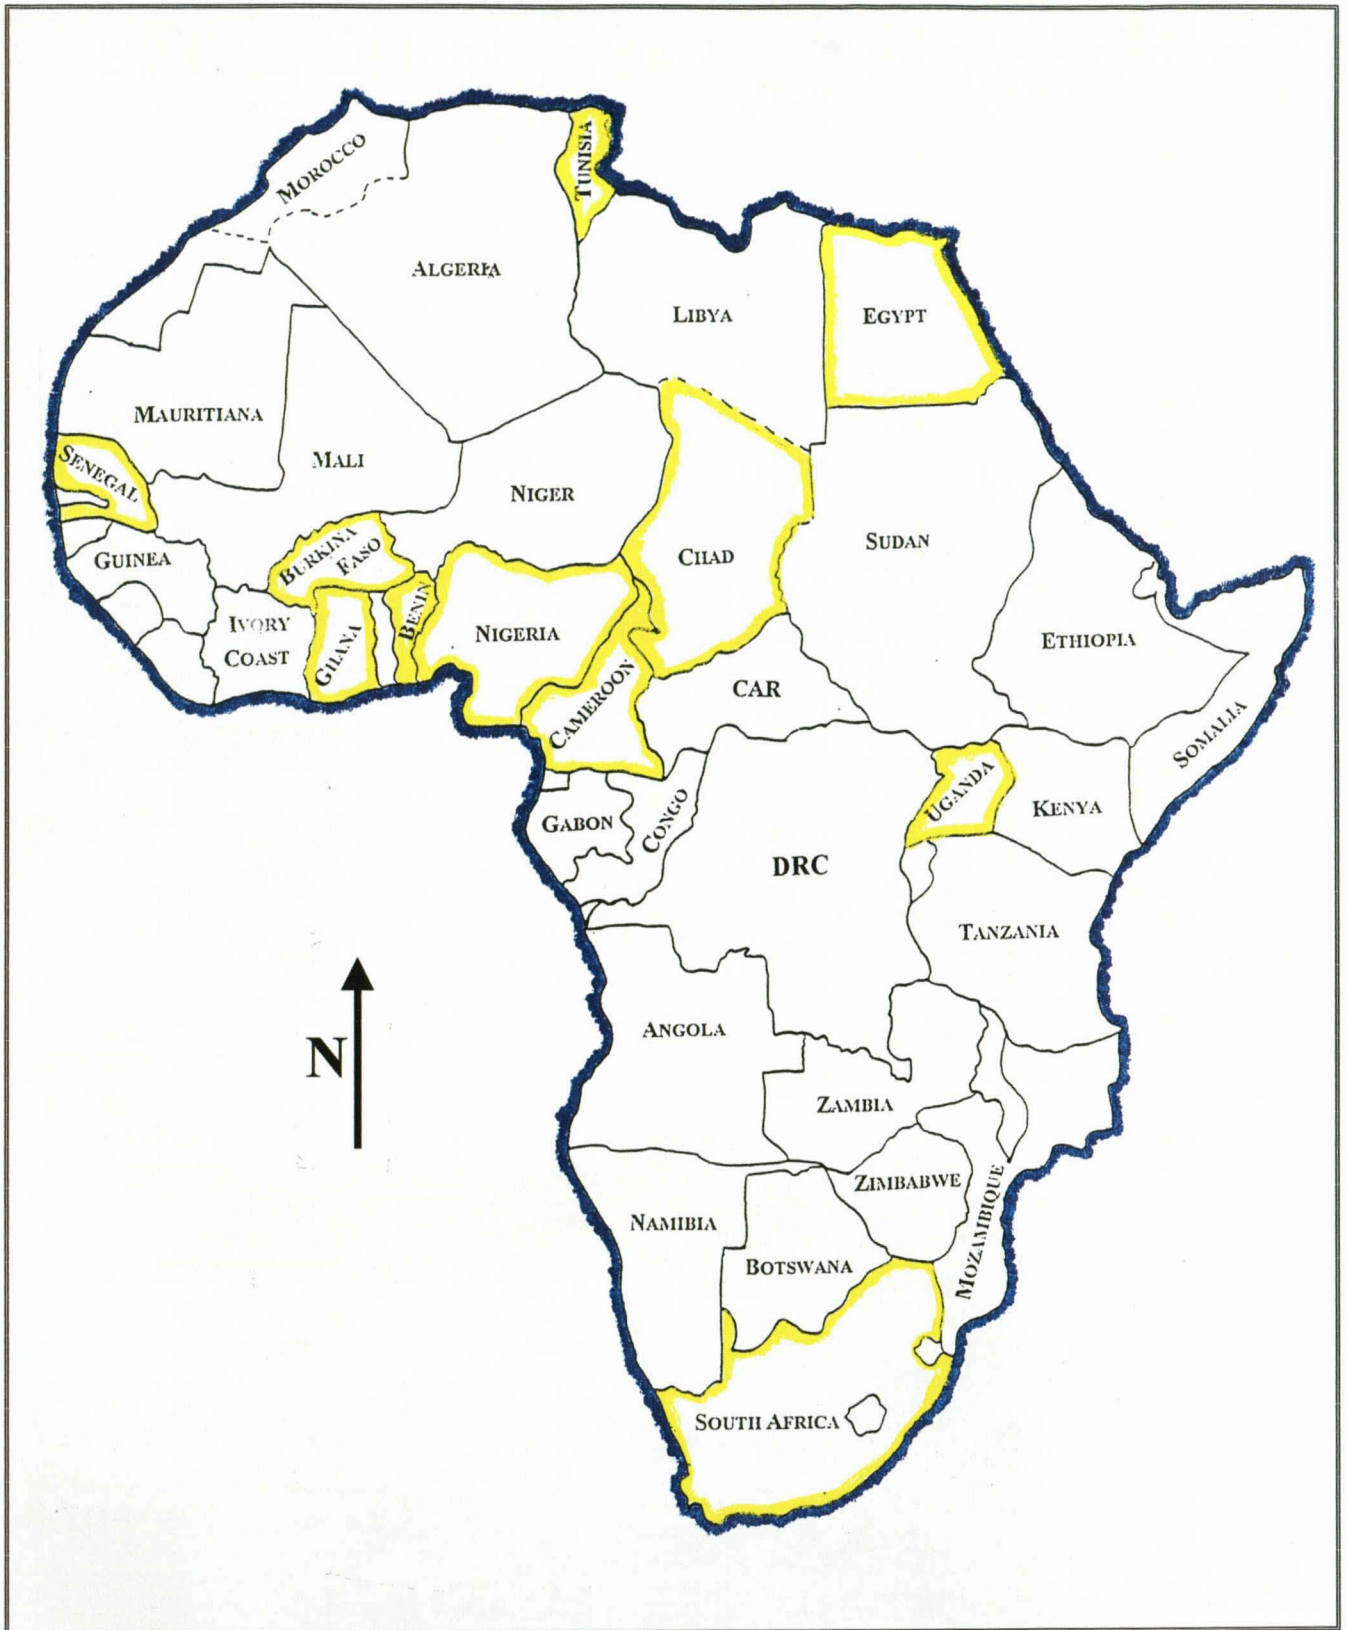 MOROCCO
TUNISIA
ALGERIA
LIBYA
EGYPT
MAURITIANA
SENEGAL
MALI
NIGER
CHAD
SUDAN
GUINEA
BURKINA
FASO
BENIN
IVORY
COAST
GHANA
NIGERIA
ETHIOPIA
CAMEROON
CAR
SOMALIA
UGANDA
KENYA
GABON
CONGO
DRC
TANZANIA
ANGOLA
N
ZAMBIA
ZIMBABWE
MOZAMBIQUE
NAMIBIA
BOTSWANA
SOUTH AFRICA